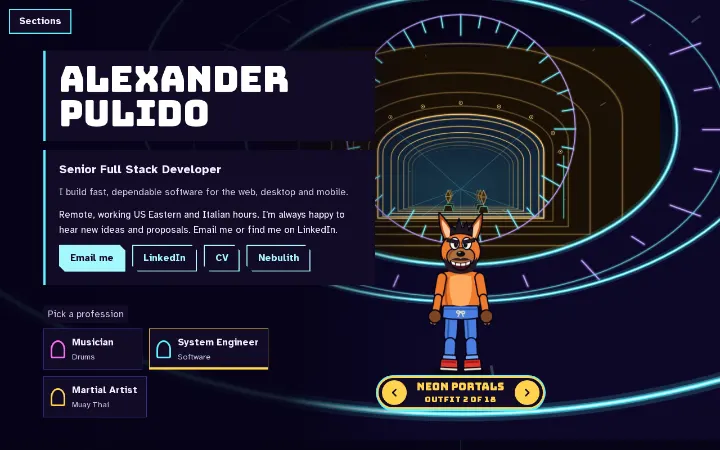 Sections
ALEXANDER
PULIDO
Senior Full Stack Developer
I build fast, dependable software for the web, desktop and mobile.
Remote, working US Eastern and Italian hours. I'm always happy to
hear new ideas and proposals. Email me or find me on LinkedIn.
Email me
LinkedIn
CV
Nebulith
Pick a profession
Musician
Drums
System Engineer
Software
Martial Artist
Muay Thai
NEON PORTALS
OUTFIT 2 OF 18